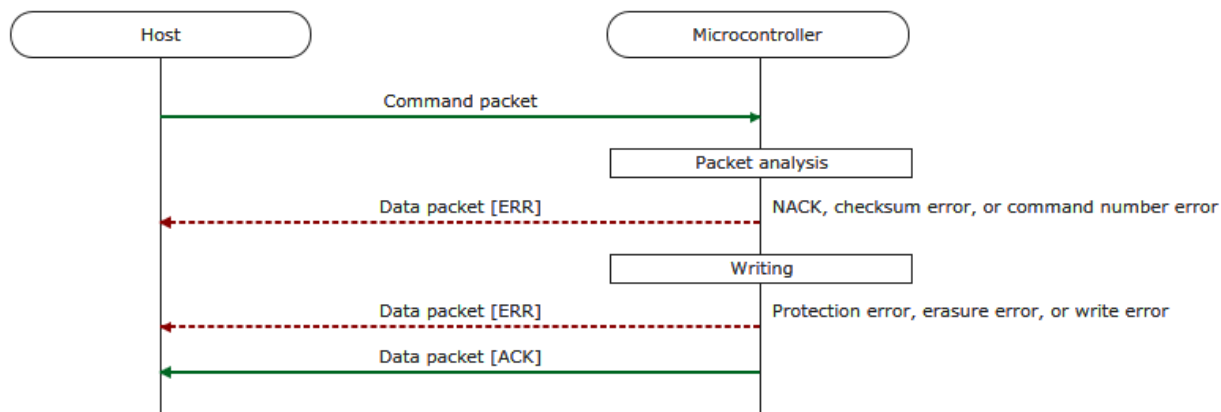 Host
Microcontroller
Command packet
Packet analysis
Data packet [ERR]
NACK, checksum error, or command number error
Writing
Data packet [ERR]
Protection error, erasure error, or write error
Data packet [ACK]